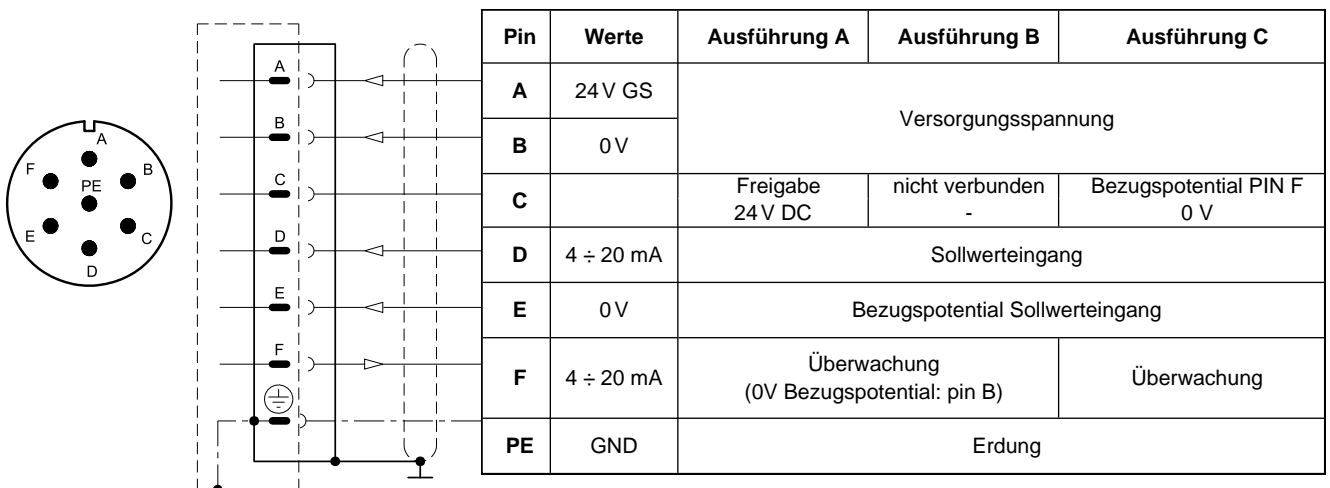 A
F
B
PE
E
C
D
A
B
C
D
E
F
Pin Werte Ausführung A Ausführung B Ausführung C
A 24 V GS Versorgungsspannung
B 0 V
C Freigabe 24 V DC nicht verbunden - Bezugspotential PIN F 0 V
D 4 ÷ 20 mA Sollwerteingang
E 0 V Bezugspotential Sollwerteingang
F 4 ÷ 20 mA Überwachung (0V Bezugspotential: pin B) Überwachung
PE GND Erdung